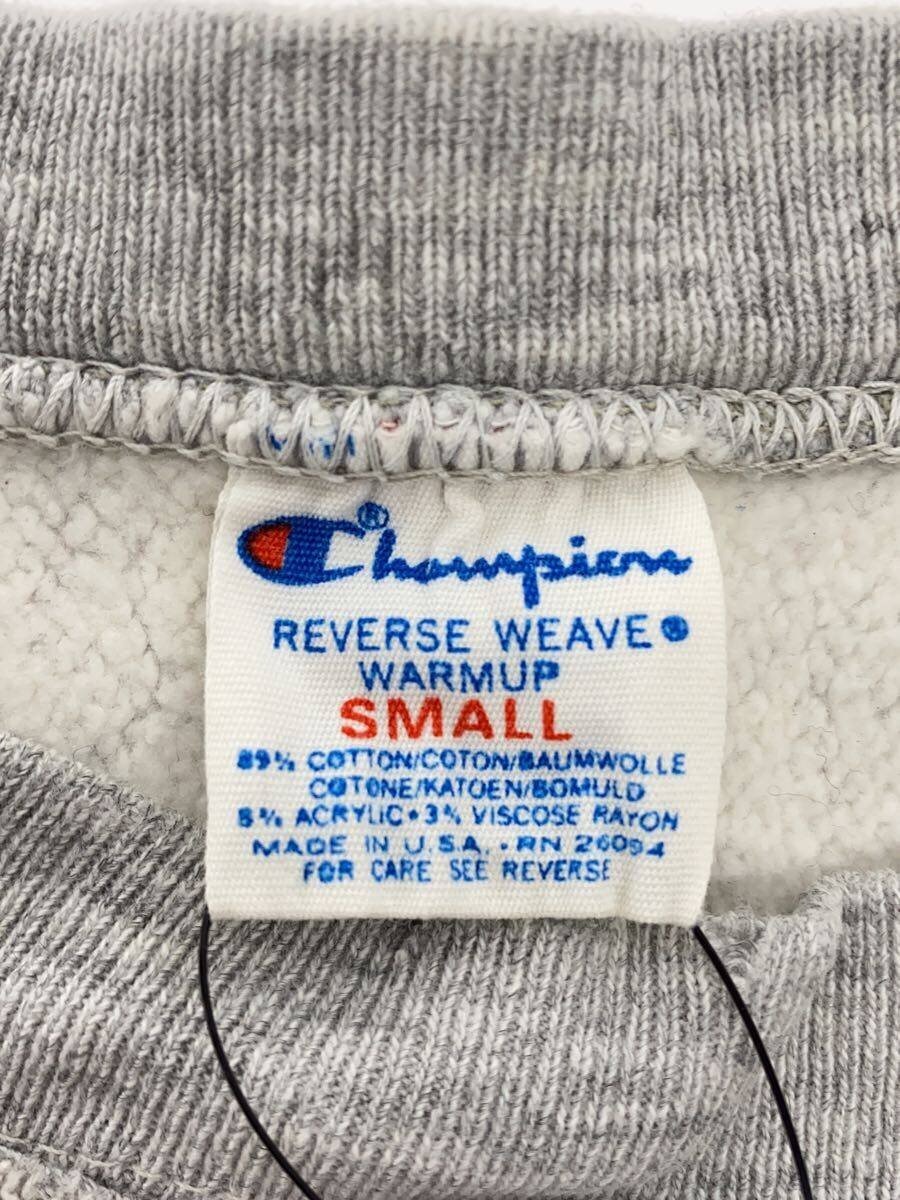 Champion®
REVERSE WEAVE®
WARMUP
SMALL
89% COTTON/COTON/BAUMWOLLE
COTONE/KATOEN/BOMULD
8% ACRYLIC • 3% VISCOSE RAYON
MADE IN U.S.A. • RN 26094
FOR CARE SEE REVERSE